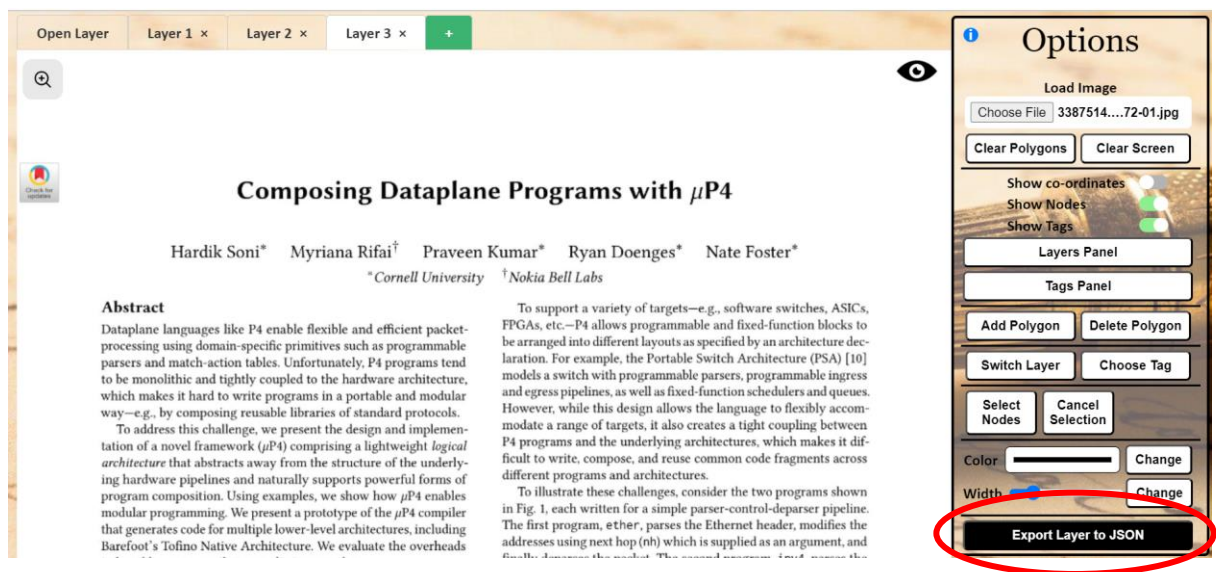 Open Layer Layer 1 × Layer 2 × Layer 3 × +
Check for
updates
Composing Dataplane Programs with μP4
Hardik Soni* Myriana Rifai† Praveen Kumar* Ryan Doenges* Nate Foster*
*Cornell University †Nokia Bell Labs
Abstract
Dataplane languages like P4 enable flexible and efficient packet-
processing using domain-specific primitives such as programmable
parsers and match-action tables. Unfortunately, P4 programs tend
to be monolithic and tightly coupled to the hardware architecture,
which makes it hard to write programs in a portable and modular
way—e.g., by composing reusable libraries of standard protocols.
To address this challenge, we present the design and implemen-
tation of a novel framework (μP4) comprising a lightweight logical
architecture that abstracts away from the structure of the underly-
ing hardware pipelines and naturally supports powerful forms of
program composition. Using examples, we show how μP4 enables
modular programming. We present a prototype of the μP4 compiler
that generates code for multiple lower-level architectures, including
Barefoot's Tofino Native Architecture. We evaluate the overheads
To support a variety of targets—e.g., software switches, ASICs,
FPGAs, etc.—P4 allows programmable and fixed-function blocks to
be arranged into different layouts as specified by an architecture dec-
laration. For example, the Portable Switch Architecture (PSA) [10]
models a switch with programmable parsers, programmable ingress
and egress pipelines, as well as fixed-function schedulers and queues.
However, while this design allows the language to flexibly accom-
modate a range of targets, it also creates a tight coupling between
P4 programs and the underlying architectures, which makes it dif-
ficult to write, compose, and reuse common code fragments across
different programs and architectures.
To illustrate these challenges, consider the two programs shown
in Fig. 1, each written for a simple parser-control-deparser pipeline.
The first program, ether, parses the Ethernet header, modifies the
addresses using next hop (nh) which is supplied as an argument, and
i Options
Load Image
Choose File 3387514....72-01.jpg
Clear Polygons Clear Screen
Show co-ordinates
Show Nodes
Show Tags
Layers Panel
Tags Panel
Add Polygon Delete Polygon
Switch Layer Choose Tag
Select Nodes Cancel Selection
Color Change
Width Change
Export Layer to JSON